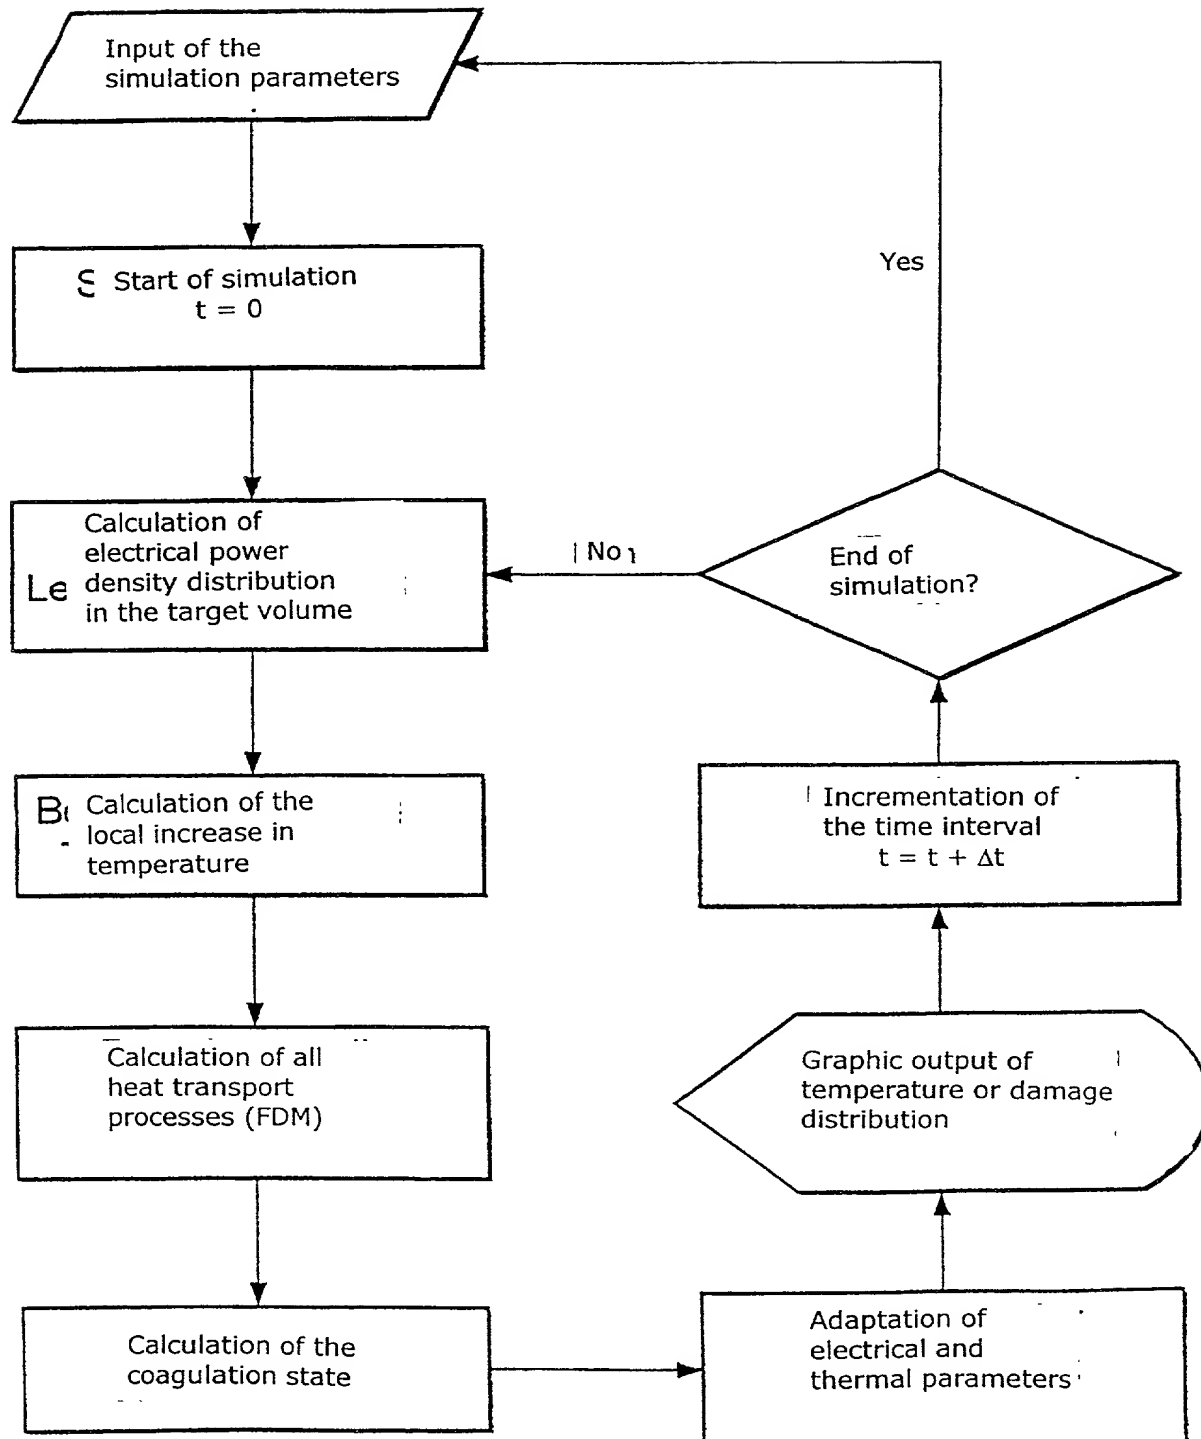 Input of the
simulation parameters
Start of simulation
t = 0
Calculation of
electrical power
density distribution
in the target volume
Calculation of the
local increase in
temperature
Calculation of all
heat transport
processes (FDM)
Calculation of the
coagulation state
Adaptation of
electrical and
thermal parameters
Graphic output of
temperature or damage
distribution
Incrementation of
the time interval
t = t + Δt
End of
simulation?
No
Yes